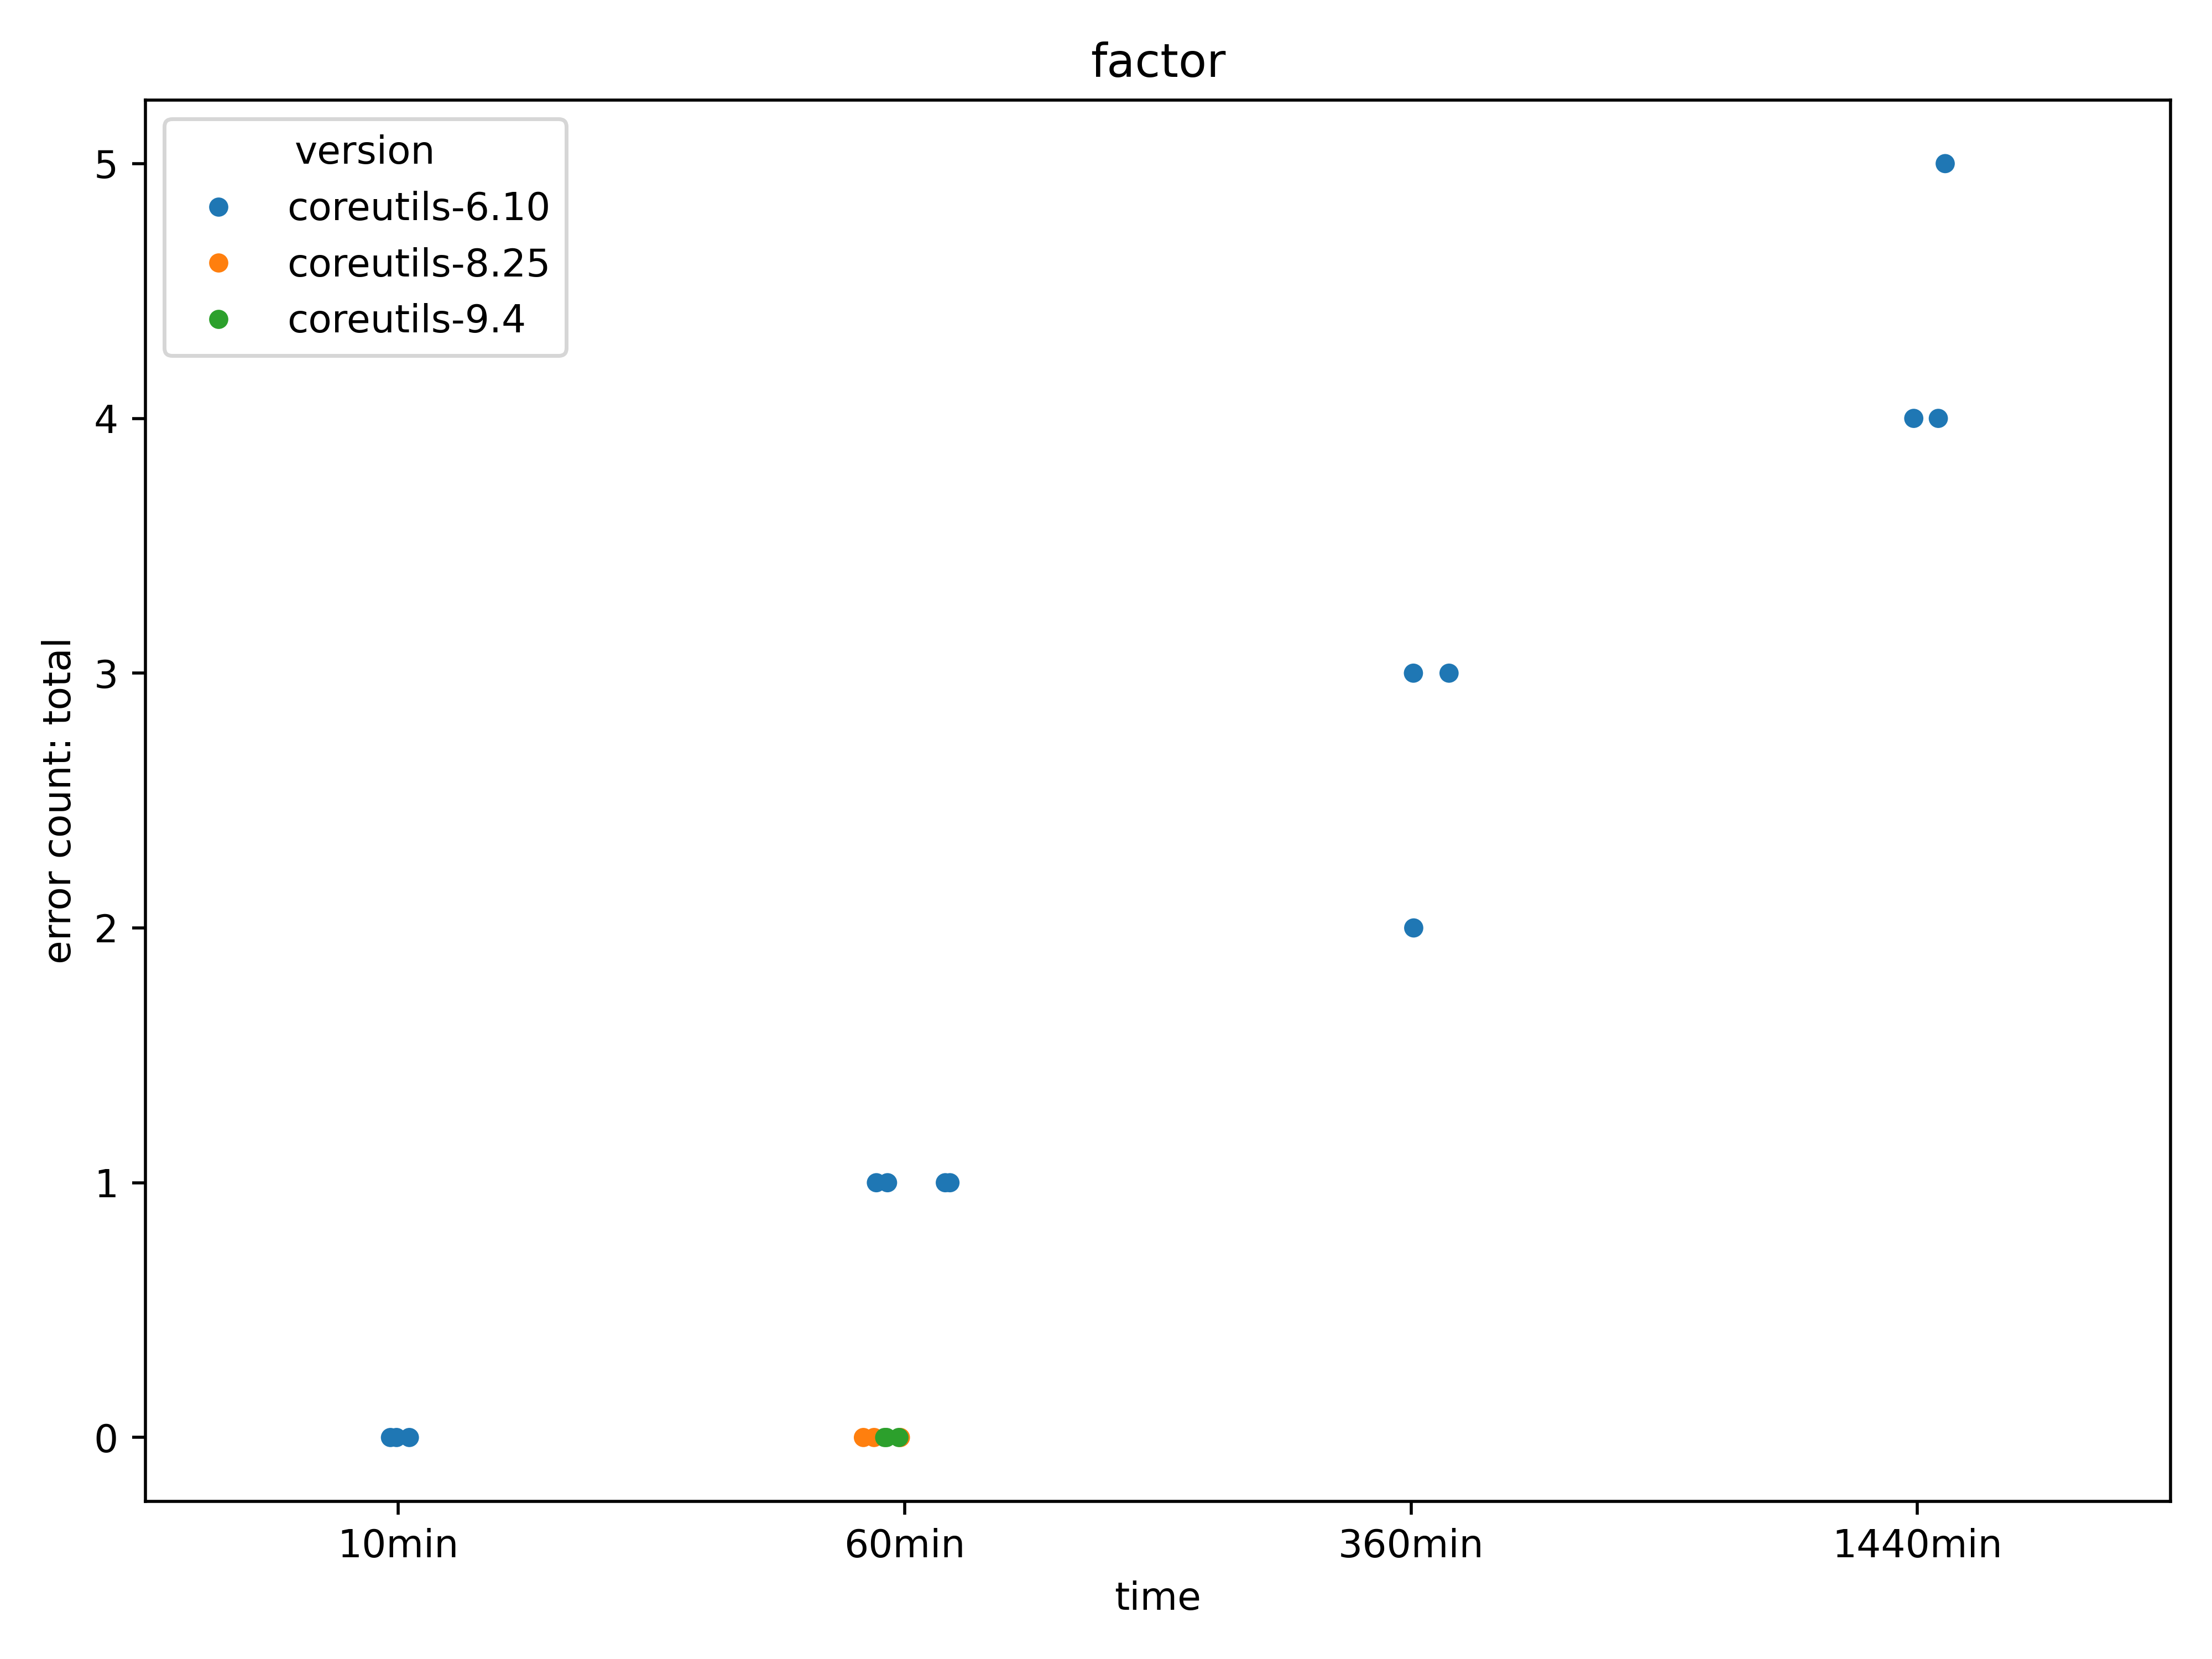 factor
version
coreutils-6.10
coreutils-8.25
coreutils-9.4
error count: total
5
4
3
2
1
0
10min 60min 360min 1440min
time